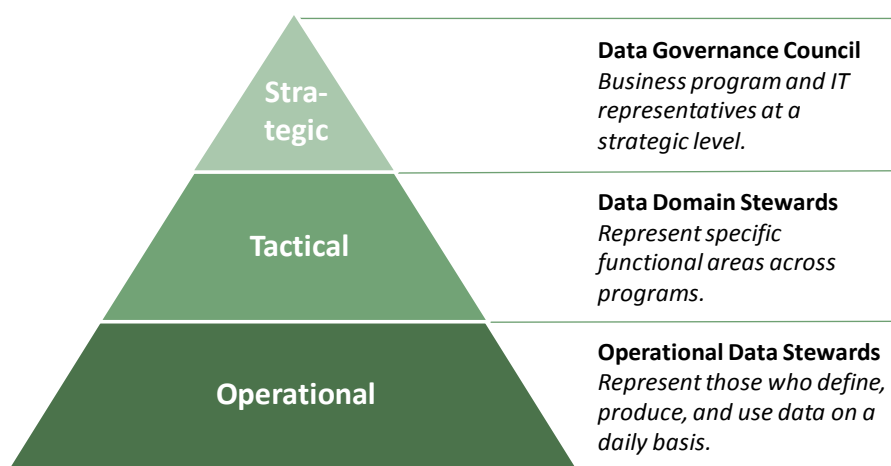 Stra-
tegic
Data Governance Council
Business program and IT
representatives at a
strategic level.
Tactical
Data Domain Stewards
Represent specific
functional areas across
programs.
Operational
Operational Data Stewards
Represent those who define,
produce, and use data on a
daily basis.